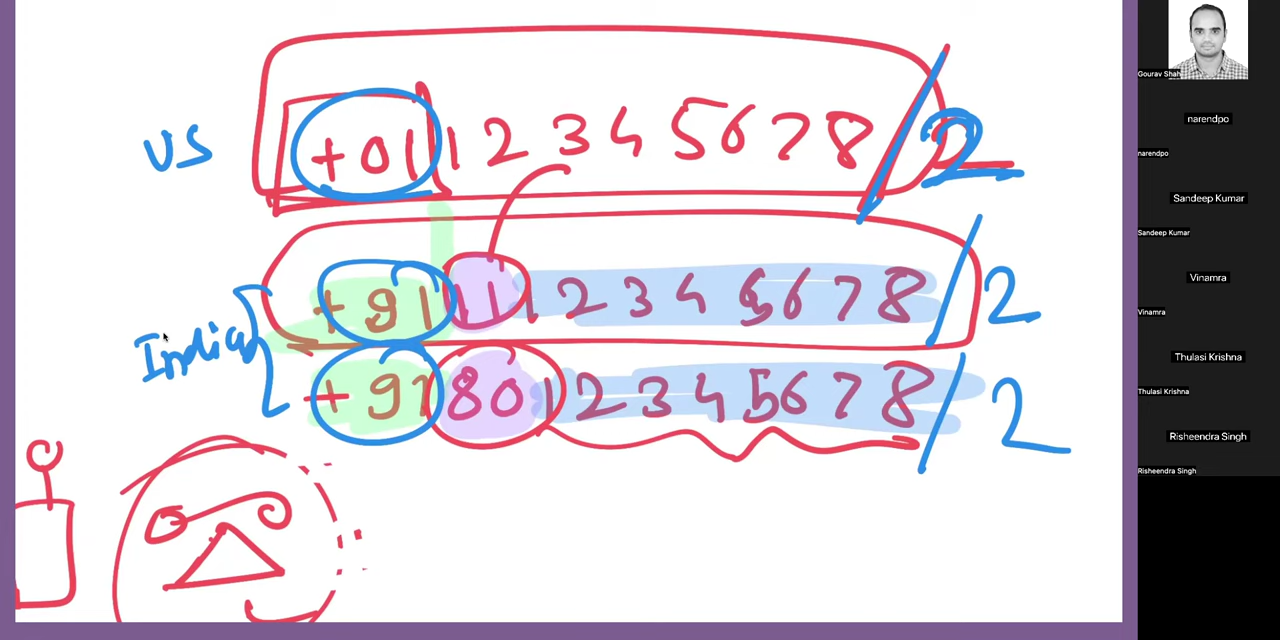 US +01 1 2 3 4 5 6 7 8 / 2
+91 11 1 2 3 4 5 6 7 8 / 2
India
+91 80 1 2 3 4 5 6 7 8 / 2
Gourav Shah
narendpo
narendpo
Sandeep Kumar
Sandeep Kumar
Vinamra
Vinamra
Thulasi Krishna
Thulasi Krishna
Risheendra Singh
Risheendra Singh